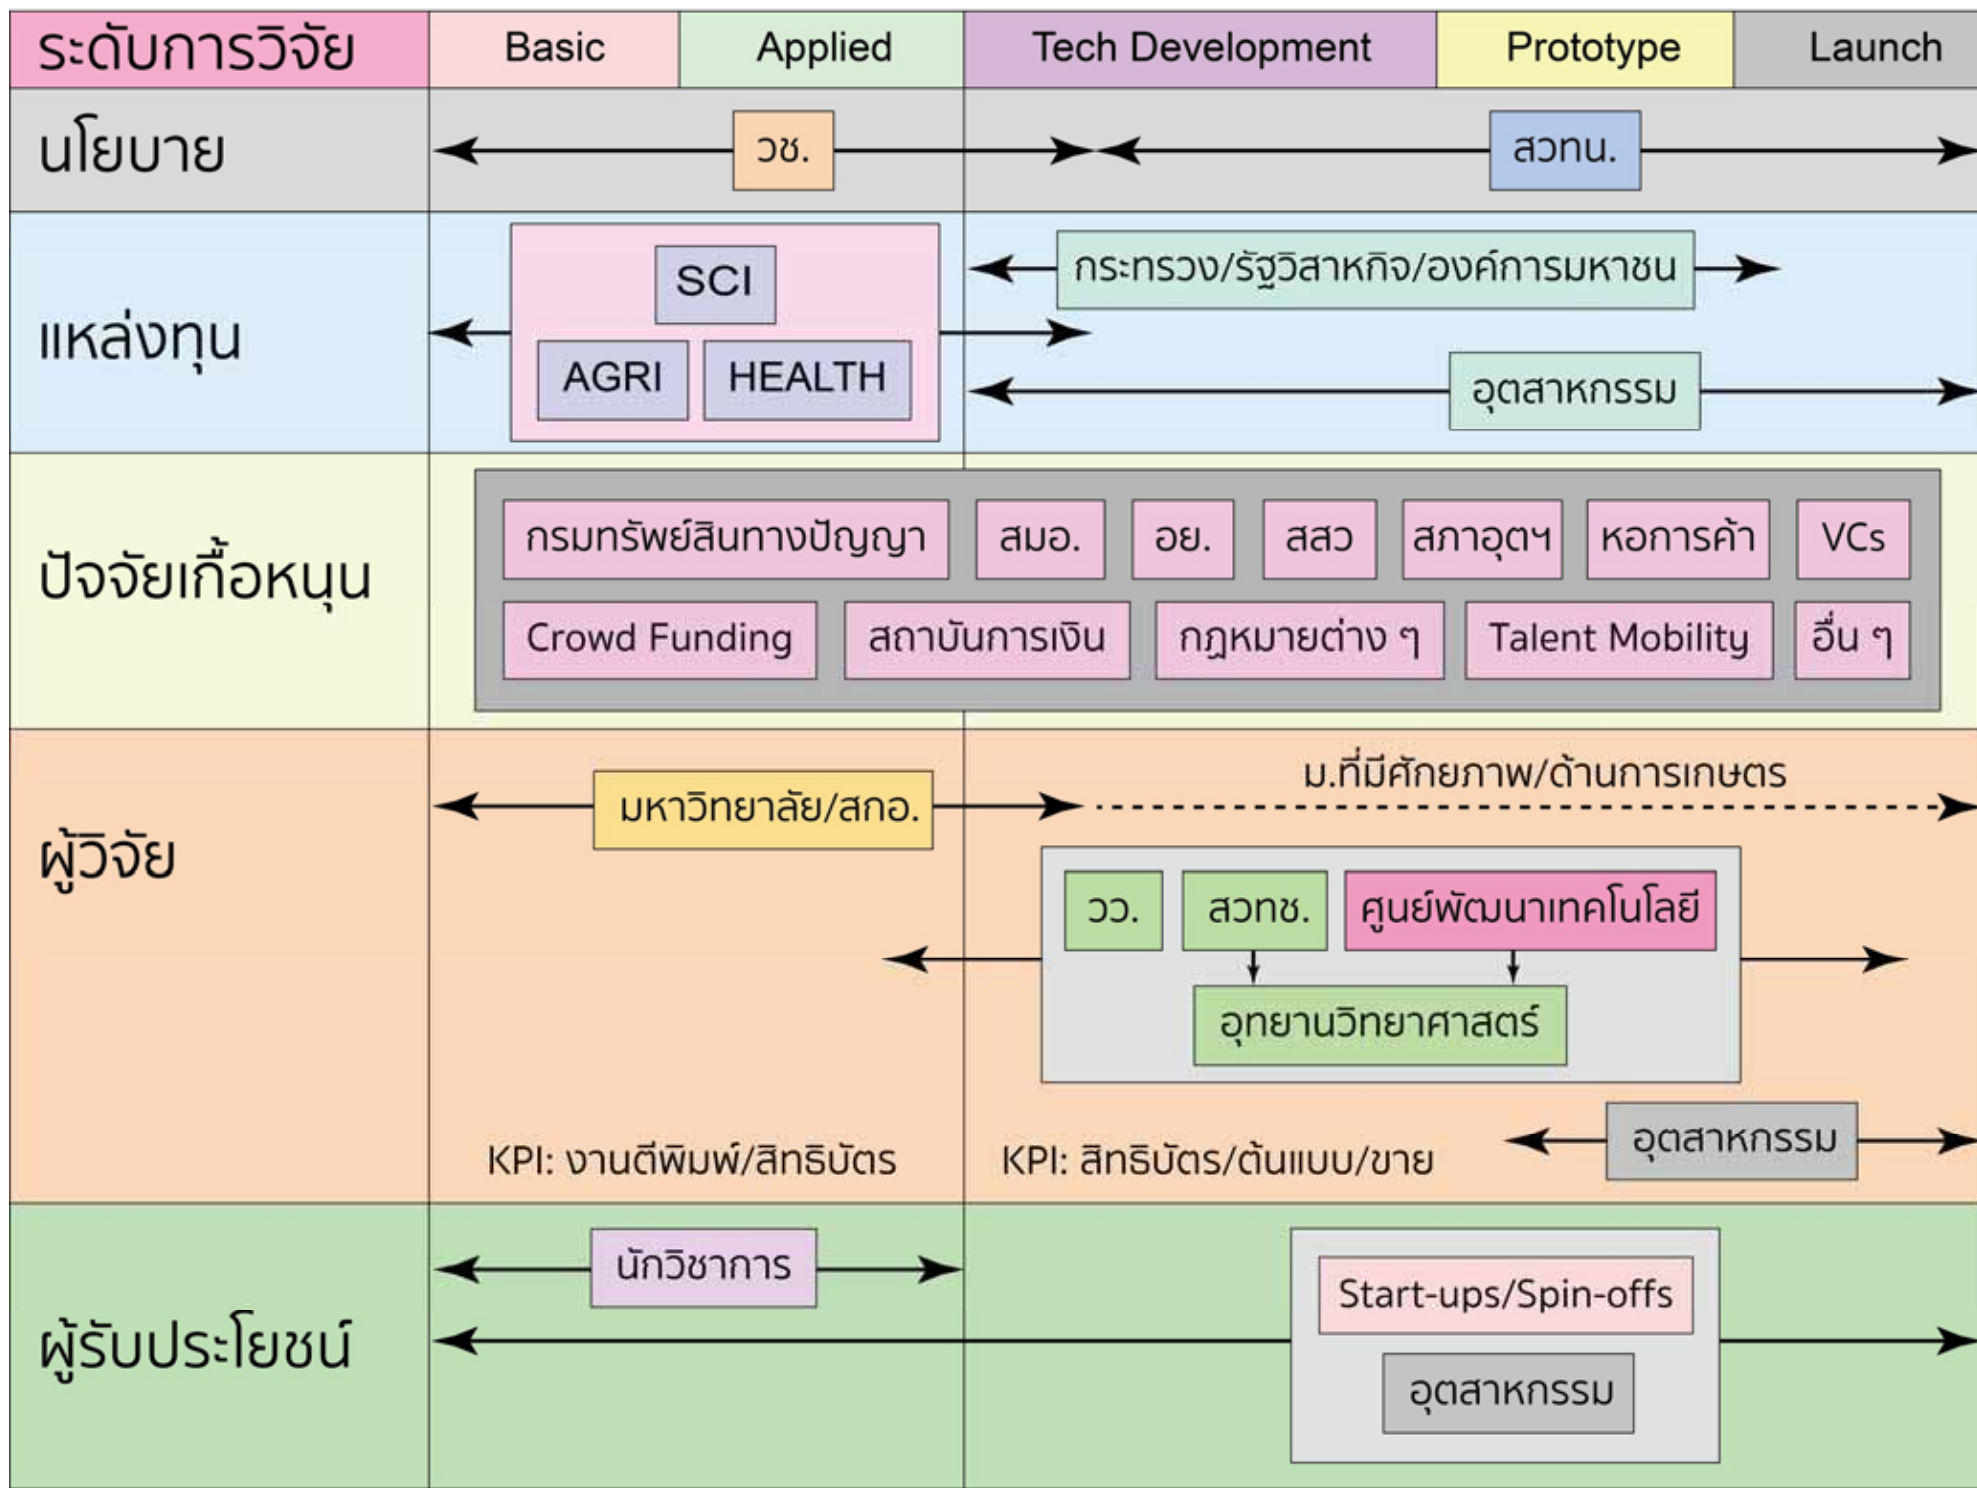 ระดับการวิจัย Basic Applied Tech Development Prototype Launch
นโยบาย วช. สวทน.
แหล่งทุน
SCI
AGRI HEALTH
กระทรวง/รัฐวิสาหกิจ/องค์การมหาชน
อุตสาหกรรม
ปัจจัยเกื้อหนุน
กรมทรัพย์สินทางปัญญา สมอ. อย. สสว สภาอุตฯ หอการค้า VCs
Crowd Funding สถาบันการเงิน กฎหมายต่าง ๆ Talent Mobility อื่น ๆ
ผู้วิจัย
มหาวิทยาลัย/สกอ.
ม.ที่มีศักยภาพ/ด้านการเกษตร
วว. สวทช. ศูนย์พัฒนาเทคโนโลยี
อุทยานวิทยาศาสตร์
อุตสาหกรรม
KPI: งานตีพิมพ์/สิทธิบัตร KPI: สิทธิบัตร/ต้นแบบ/ขาย
ผู้รับประโยชน์
นักวิชาการ
Start-ups/Spin-offs
อุตสาหกรรม